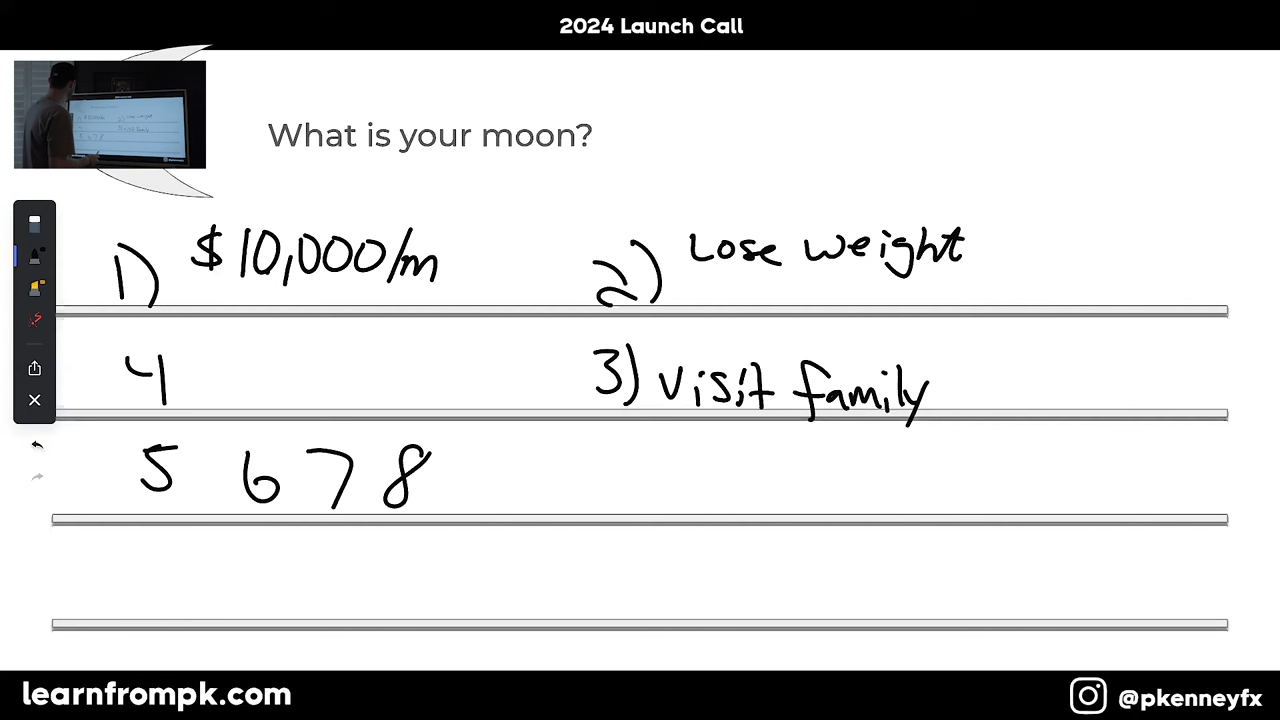 2024 Launch Call
What is your moon?
1) $10,000/m
2) Lose weight
4
3) visit family
5 6 7 8
learnfrompk.com
@pkenneyfx